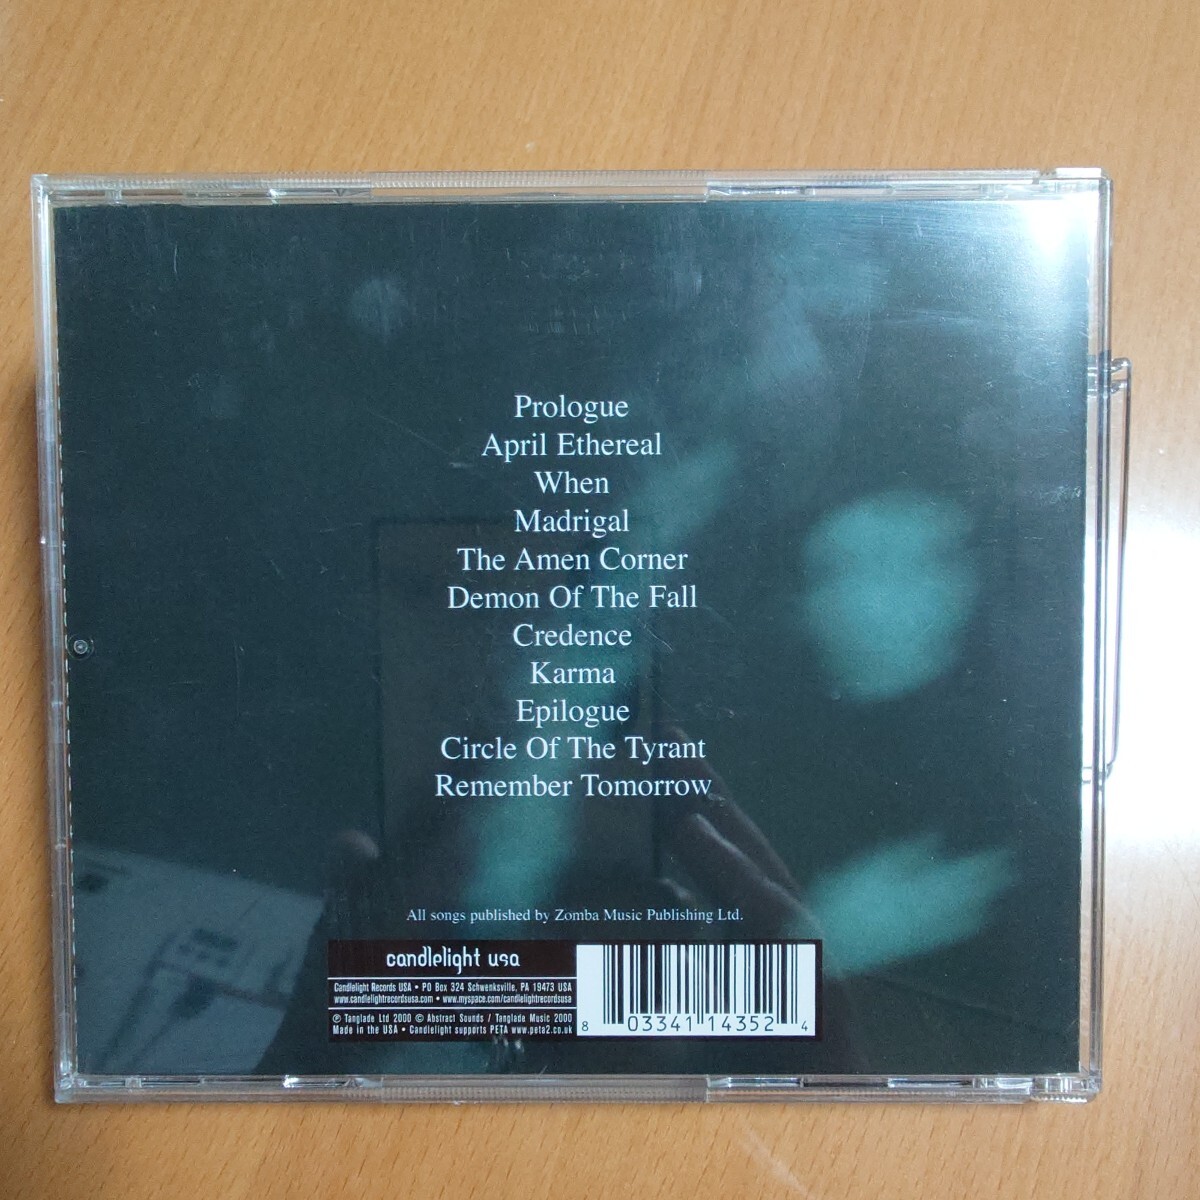 Prologue
April Ethereal
When
Madrigal
The Amen Corner
Demon Of The Fall
Credence
Karma
Epilogue
Circle Of The Tyrant
Remember Tomorrow
All songs published by Zomba Music Publishing Ltd.
candlelight usa
Candlelight Records USA • PO Box 324 Schwenksville, PA 19473 USA
www.candlelightrecordsusa.com • www.myspace.com/candlelightrecordsusa
℗ Tanglade Ltd 2000 © Abstract Sounds / Tanglade Music 2000
Made in the USA • Candlelight supports PETA www.peta2.co.uk
8 03341 14352 4